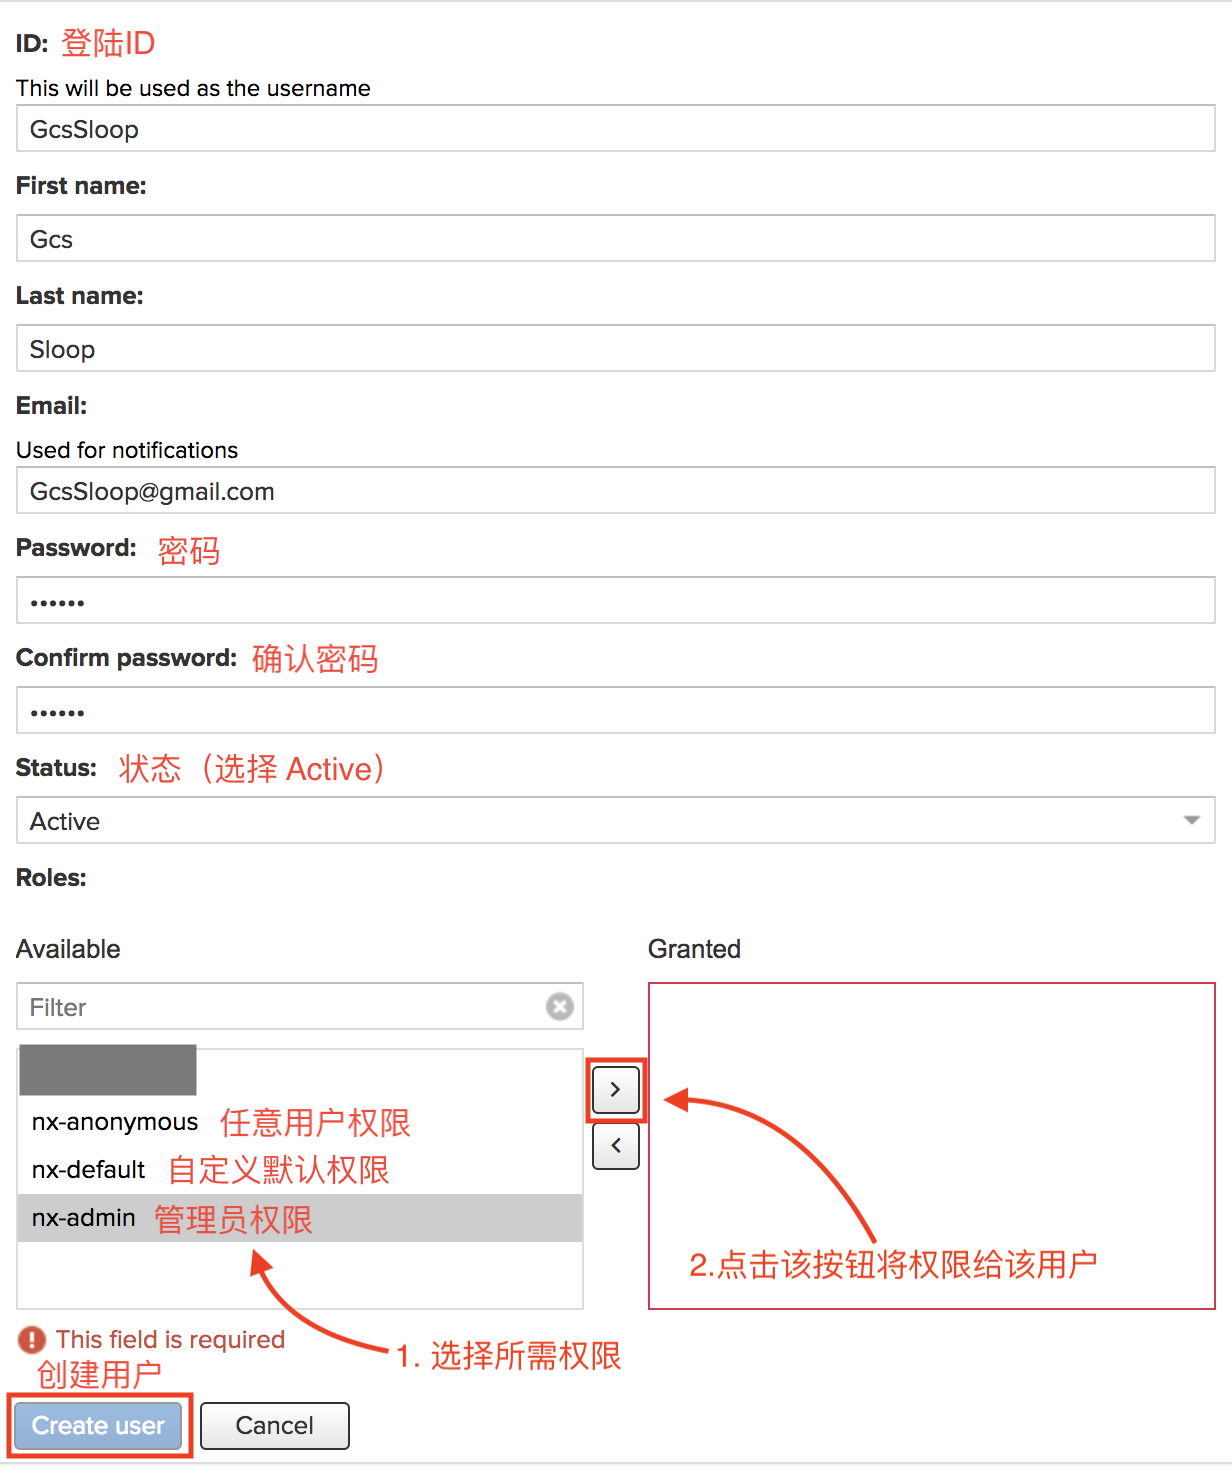 ID: 登陆ID
This will be used as the username
GcsSloop
First name:
Gcs
Last name:
Sloop
Email:
Used for notifications
GcsSloop@gmail.com
Password: 密码
••••••
Confirm password: 确认密码
••••••
Status: 状态（选择 Active）
Active
Roles:
Available
Granted
Filter
nx-anonymous 任意用户权限
nx-default 自定义默认权限
nx-admin 管理员权限
2.点击该按钮将权限给该用户
This field is required
1. 选择所需权限
创建用户
Create user
Cancel